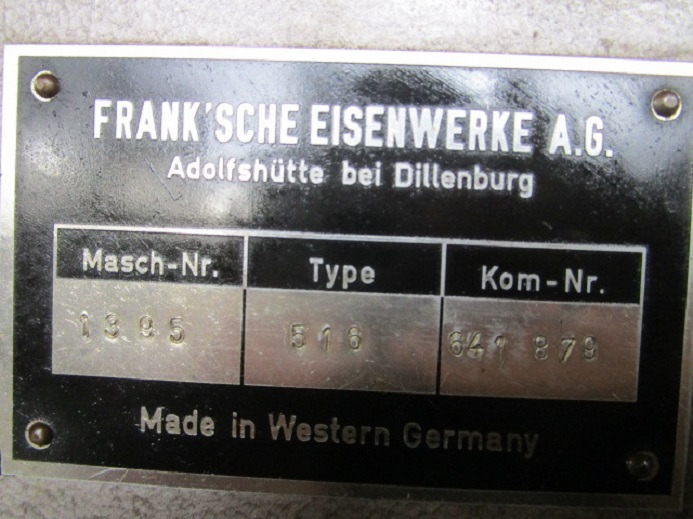 FRANK'SCHE EISENWERKE A.G.
Adolfshütte bei Dillenburg
Masch-Nr. Type Kom-Nr.
1395 516 641 879
Made in Western Germany